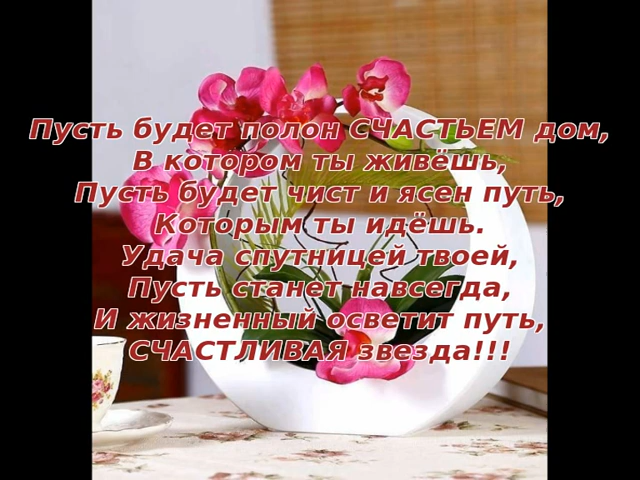 Пусть будет полон СЧАСТЬЕМ дом,
В котором ты живёшь,
Пусть будет чист и ясен путь,
Которым ты идёшь.
Удача спутницей твоей,
Пусть станет навсегда,
И жизненный осветит путь,
СЧАСТЛИВАЯ звезда!!!